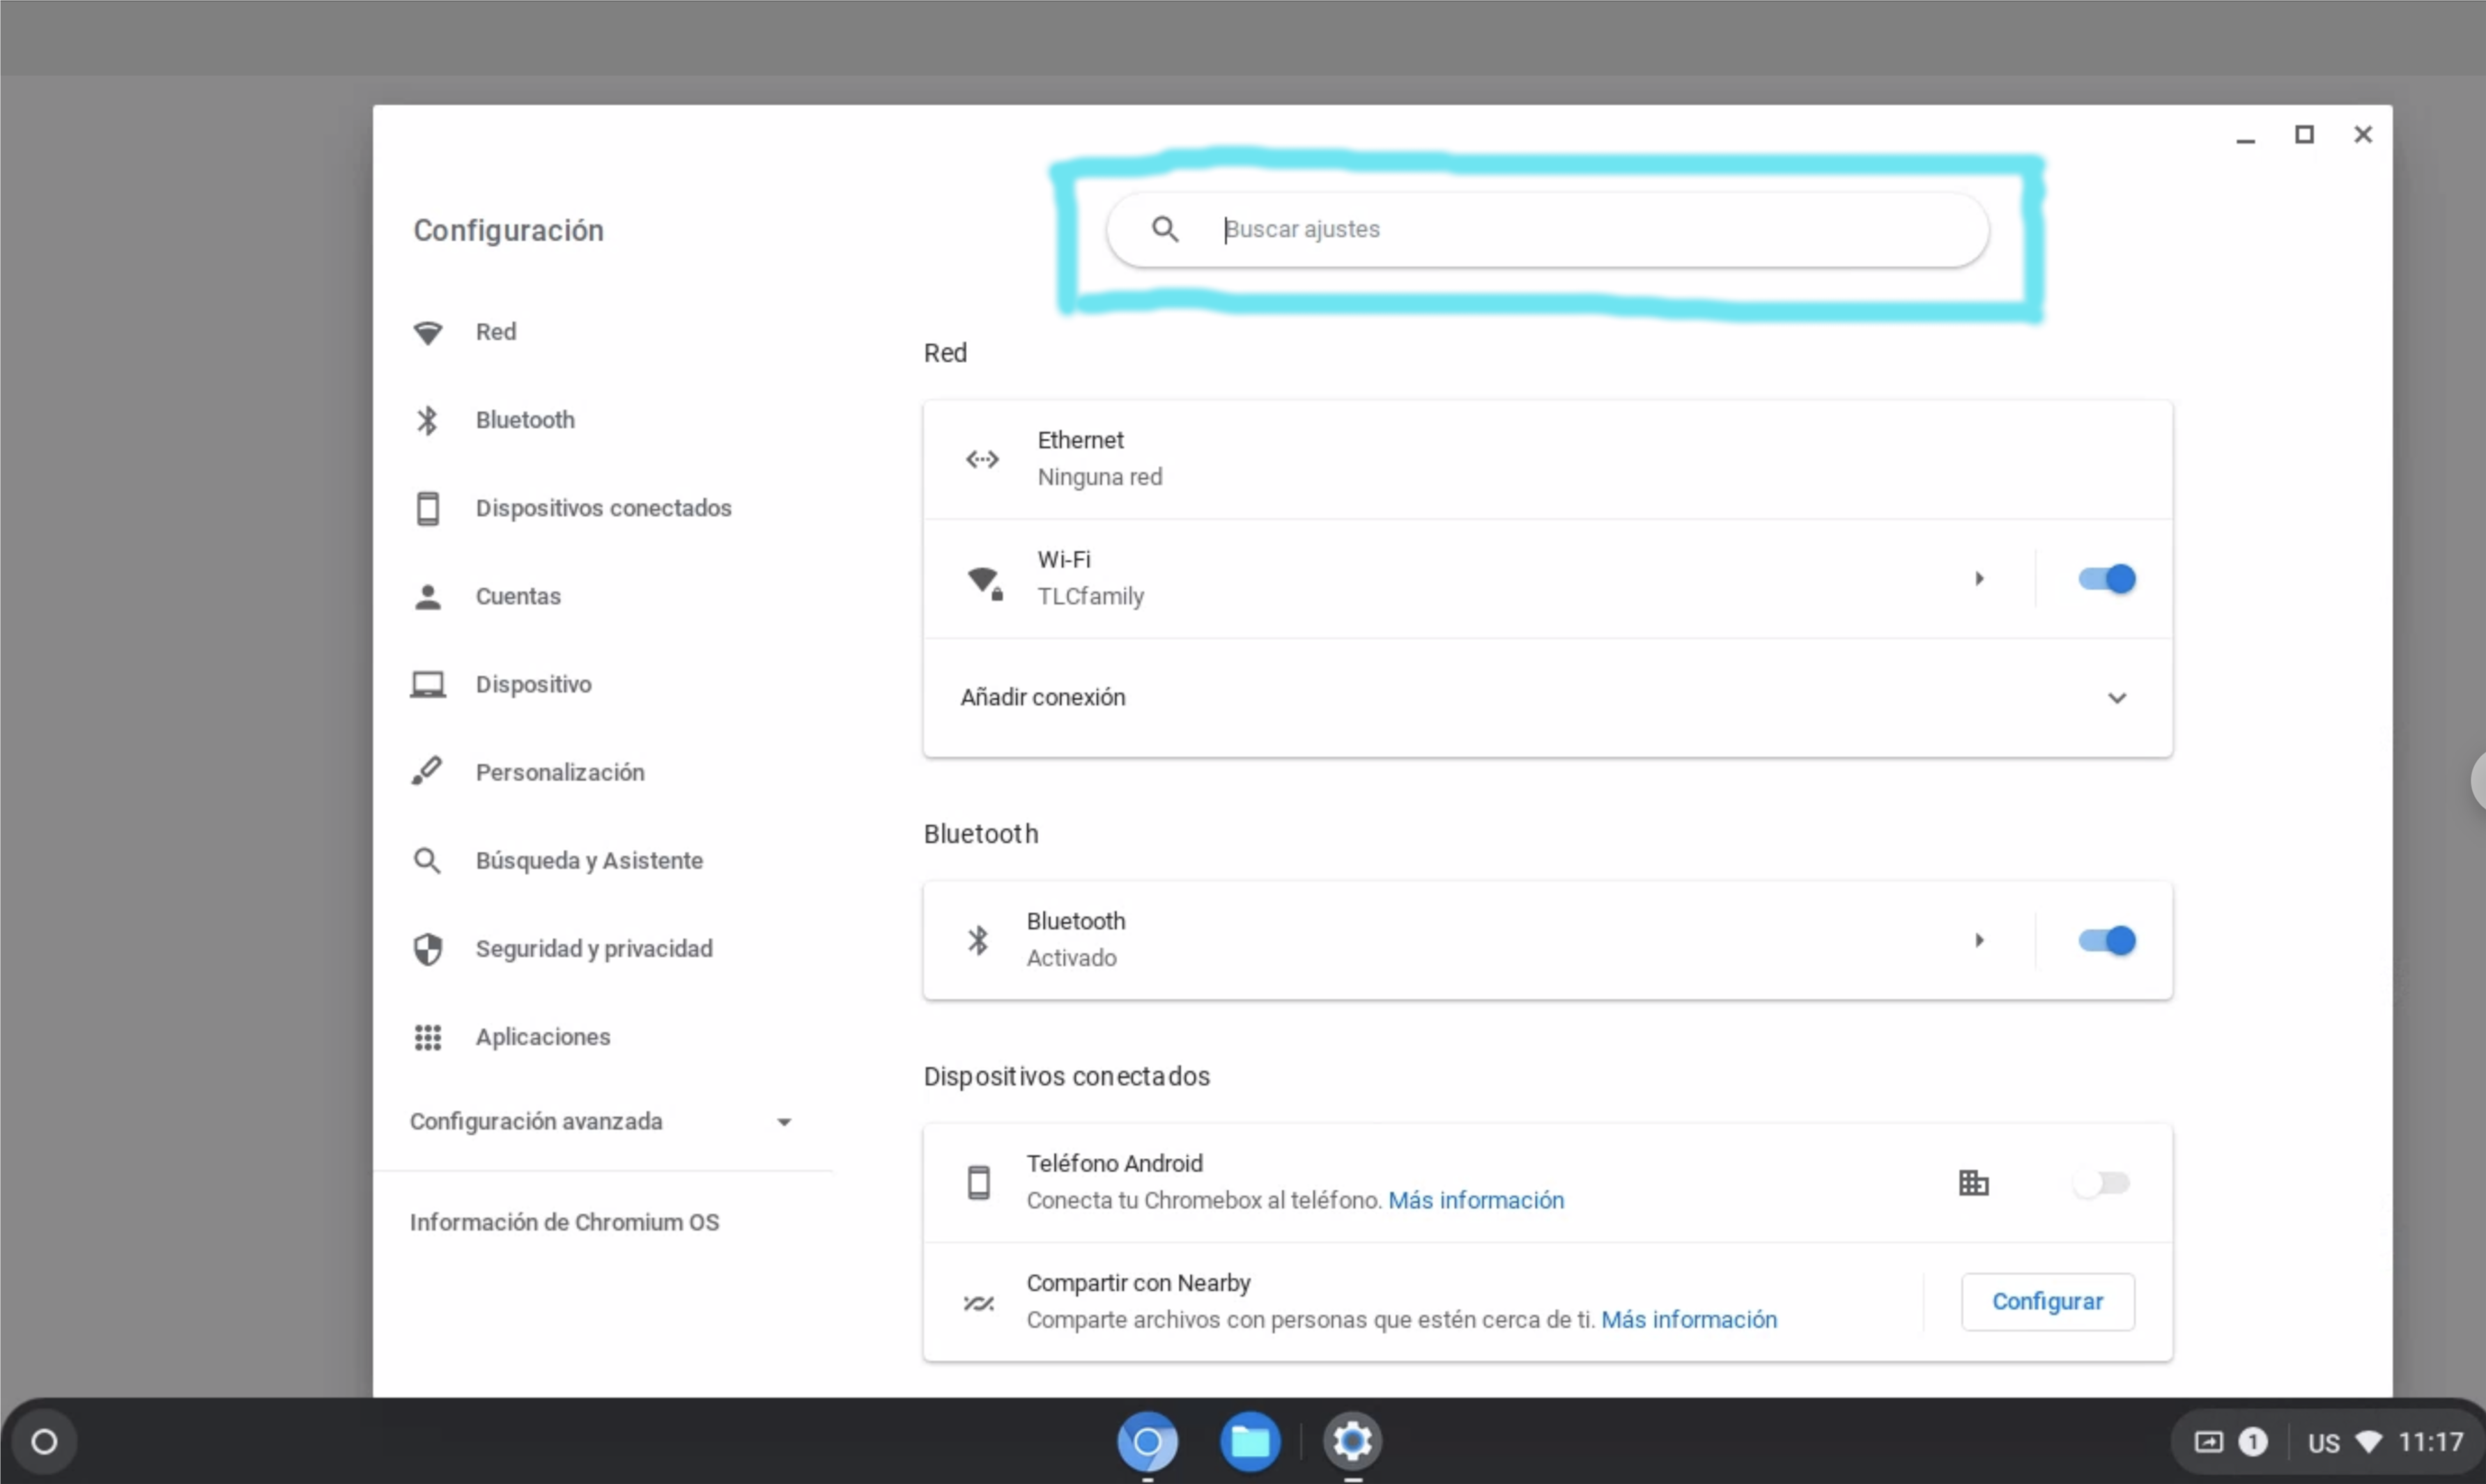 Configuración
Buscar ajustes
Red
Bluetooth
Dispositivos conectados
Cuentas
Dispositivo
Personalización
Búsqueda y Asistente
Seguridad y privacidad
Aplicaciones
Configuración avanzada
Información de Chromium OS
Red
Ethernet
Ninguna red
Wi-Fi
TLCfamily
Añadir conexión
Bluetooth
Bluetooth
Activado
Dispositivos conectados
Teléfono Android
Conecta tu Chromebox al teléfono. Más información
Compartir con Nearby
Comparte archivos con personas que estén cerca de ti. Más información
Configurar
1 US 11:17